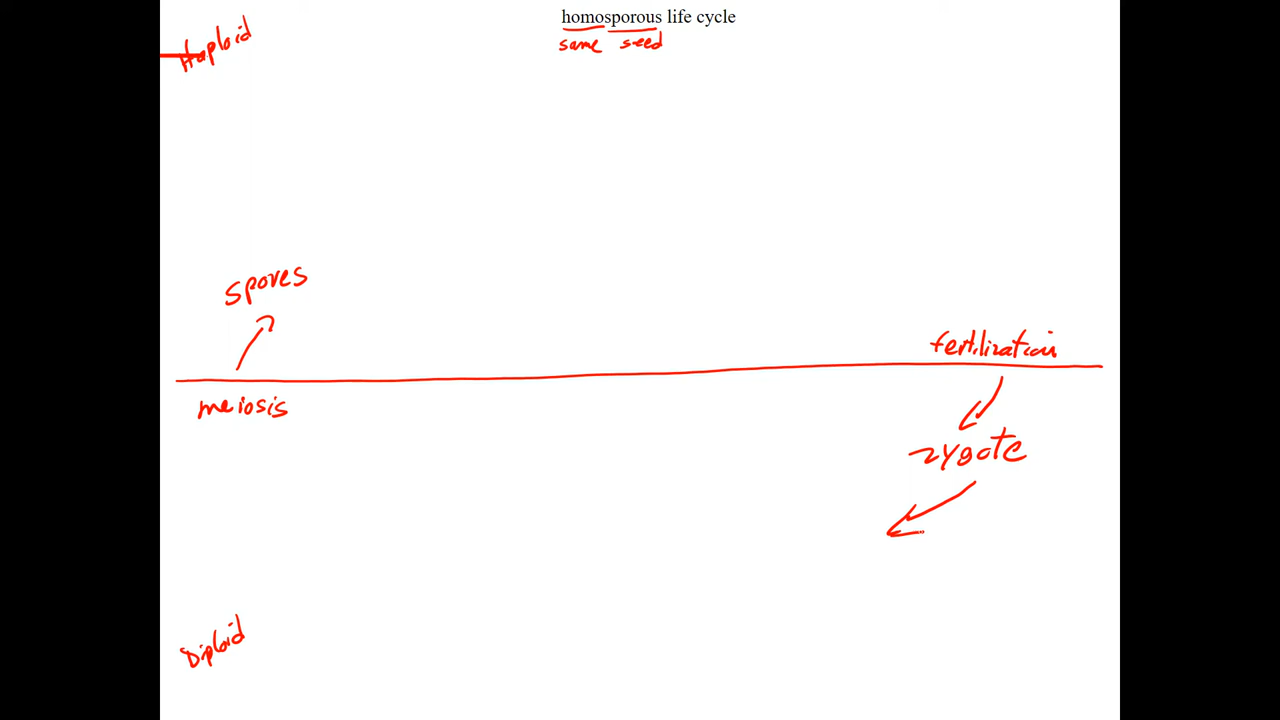 homosporous life cycle
same seed
Haploid
spores
fertilization
meiosis
zygote
Diploid